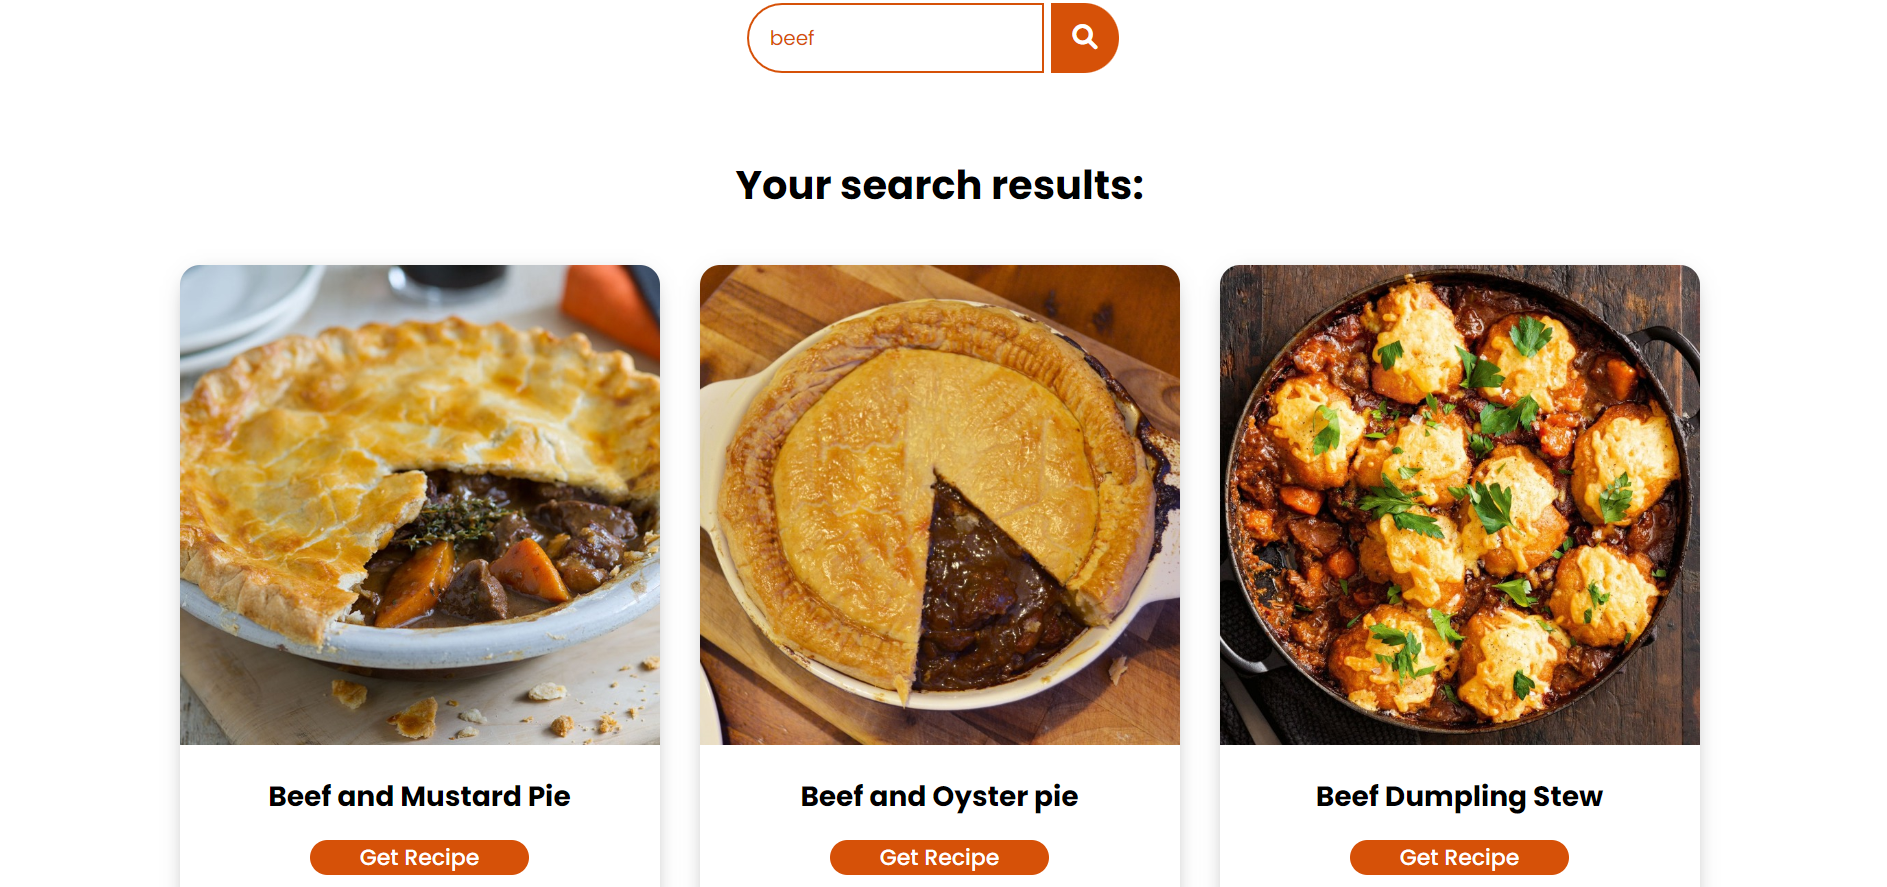 beef
Your search results:
Beef and Mustard Pie
Beef and Oyster pie
Beef Dumpling Stew
Get Recipe
Get Recipe
Get Recipe